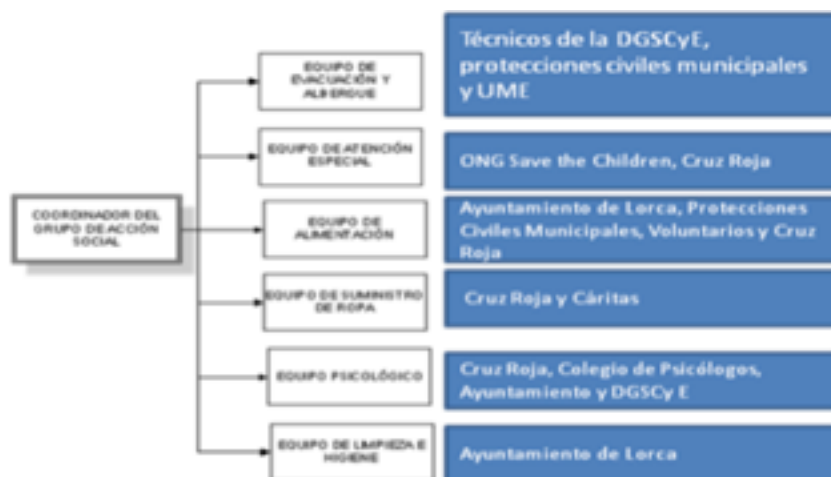 COORDINADOR DEL
GRUPO DE ACCIÓN
SOCIAL
EQUIPO DE
EVACUACIÓN Y
ALBERGUE
Técnicos de la DGSCyE,
protecciones civiles municipales
y UME
EQUIPO DE ATENCIÓN
ESPECIAL
ONG Save the Children, Cruz Roja
EQUIPO DE
ALIMENTACIÓN
Ayuntamiento de Lorca, Protecciones
Civiles Municipales, Voluntarios y Cruz
Roja
EQUIPO DE SUMINISTRO
DE ROPA
Cruz Roja y Cáritas
EQUIPO PSICOLÓGICO
Cruz Roja, Colegio de Psicólogos,
Ayuntamiento y DGSCy E
EQUIPO DE LIMPIEZA E
HIGIENE
Ayuntamiento de Lorca